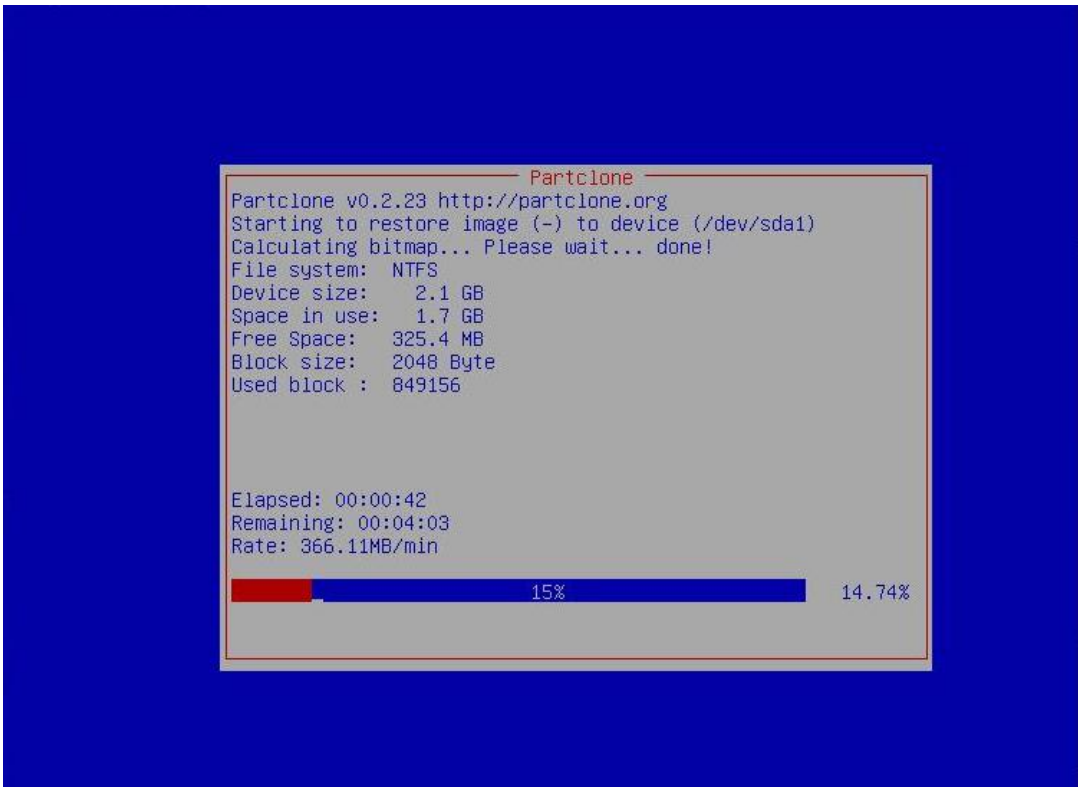 Partclone
Partclone v0.2.23 http://partclone.org
Starting to restore image (-) to device (/dev/sda1)
Calculating bitmap... Please wait... done!
File system:  NTFS
Device size:    2.1 GB
Space in use:   1.7 GB
Free Space:   325.4 MB
Block size:   2048 Byte
Used block :  849156
Elapsed: 00:00:42
Remaining: 00:04:03
Rate: 366.11MB/min
15% 14.74%